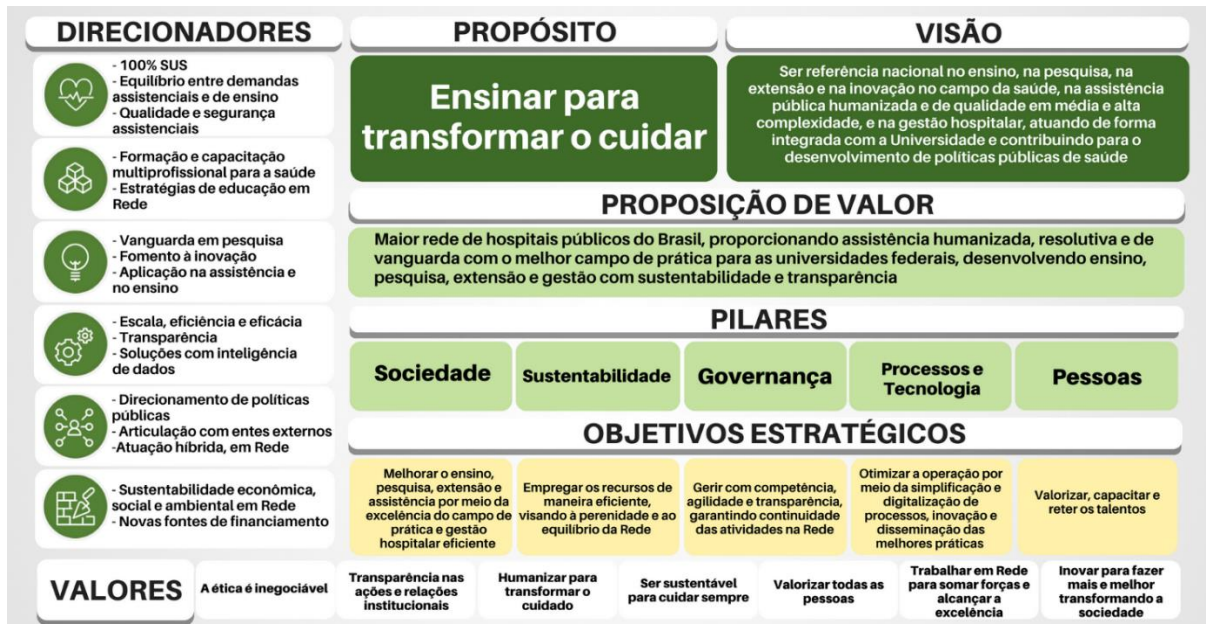 DIRECIONADORES
- 100% SUS
- Equilíbrio entre demandas
assistenciais e de ensino
- Qualidade e segurança
assistenciais
- Formação e capacitação
multiprofissional para a saúde
- Estratégias de educação em
Rede
- Vanguarda em pesquisa
- Fomento à inovação
- Aplicação na assistência e
no ensino
- Escala, eficiência e eficácia
- Transparência
- Soluções com inteligência
de dados
- Direcionamento de políticas
públicas
- Articulação com entes externos
-Atuação híbrida, em Rede
- Sustentabilidade econômica,
social e ambiental em Rede
- Novas fontes de financiamento
PROPÓSITO
Ensinar para
transformar o cuidar
VISÃO
Ser referência nacional no ensino, na pesquisa, na
extensão e na inovação no campo da saúde, na assistência
pública humanizada e de qualidade em média e alta
complexidade, e na gestão hospitalar, atuando de forma
integrada com a Universidade e contribuindo para o
desenvolvimento de políticas públicas de saúde
PROPOSIÇÃO DE VALOR
Maior rede de hospitais públicos do Brasil, proporcionando assistência humanizada, resolutiva e de
vanguarda com o melhor campo de prática para as universidades federais, desenvolvendo ensino,
pesquisa, extensão e gestão com sustentabilidade e transparência
PILARES
Sociedade
Sustentabilidade
Governança
Processos e
Tecnologia
Pessoas
OBJETIVOS ESTRATÉGICOS
Melhorar o ensino,
pesquisa, extensão e
assistência por meio da
excelência do campo de
prática e gestão
hospitalar eficiente
Empregar os recursos de
maneira eficiente,
visando à perenidade e ao
equilíbrio da Rede
Gerir com competência,
agilidade e transparência,
garantindo continuidade
das atividades na Rede
Otimizar a operação por
meio da simplificação e
digitalização de
processos, inovação e
disseminação das
melhores práticas
Valorizar, capacitar e
reter os talentos
VALORES
A ética é inegociável
Transparência nas
ações e relações
institucionais
Humanizar para
transformar o
cuidado
Ser sustentável
para cuidar sempre
Valorizar todas as
pessoas
Trabalhar em Rede
para somar forças e
alcançar a
excelência
Inovar para fazer
mais e melhor
transformando a
sociedade